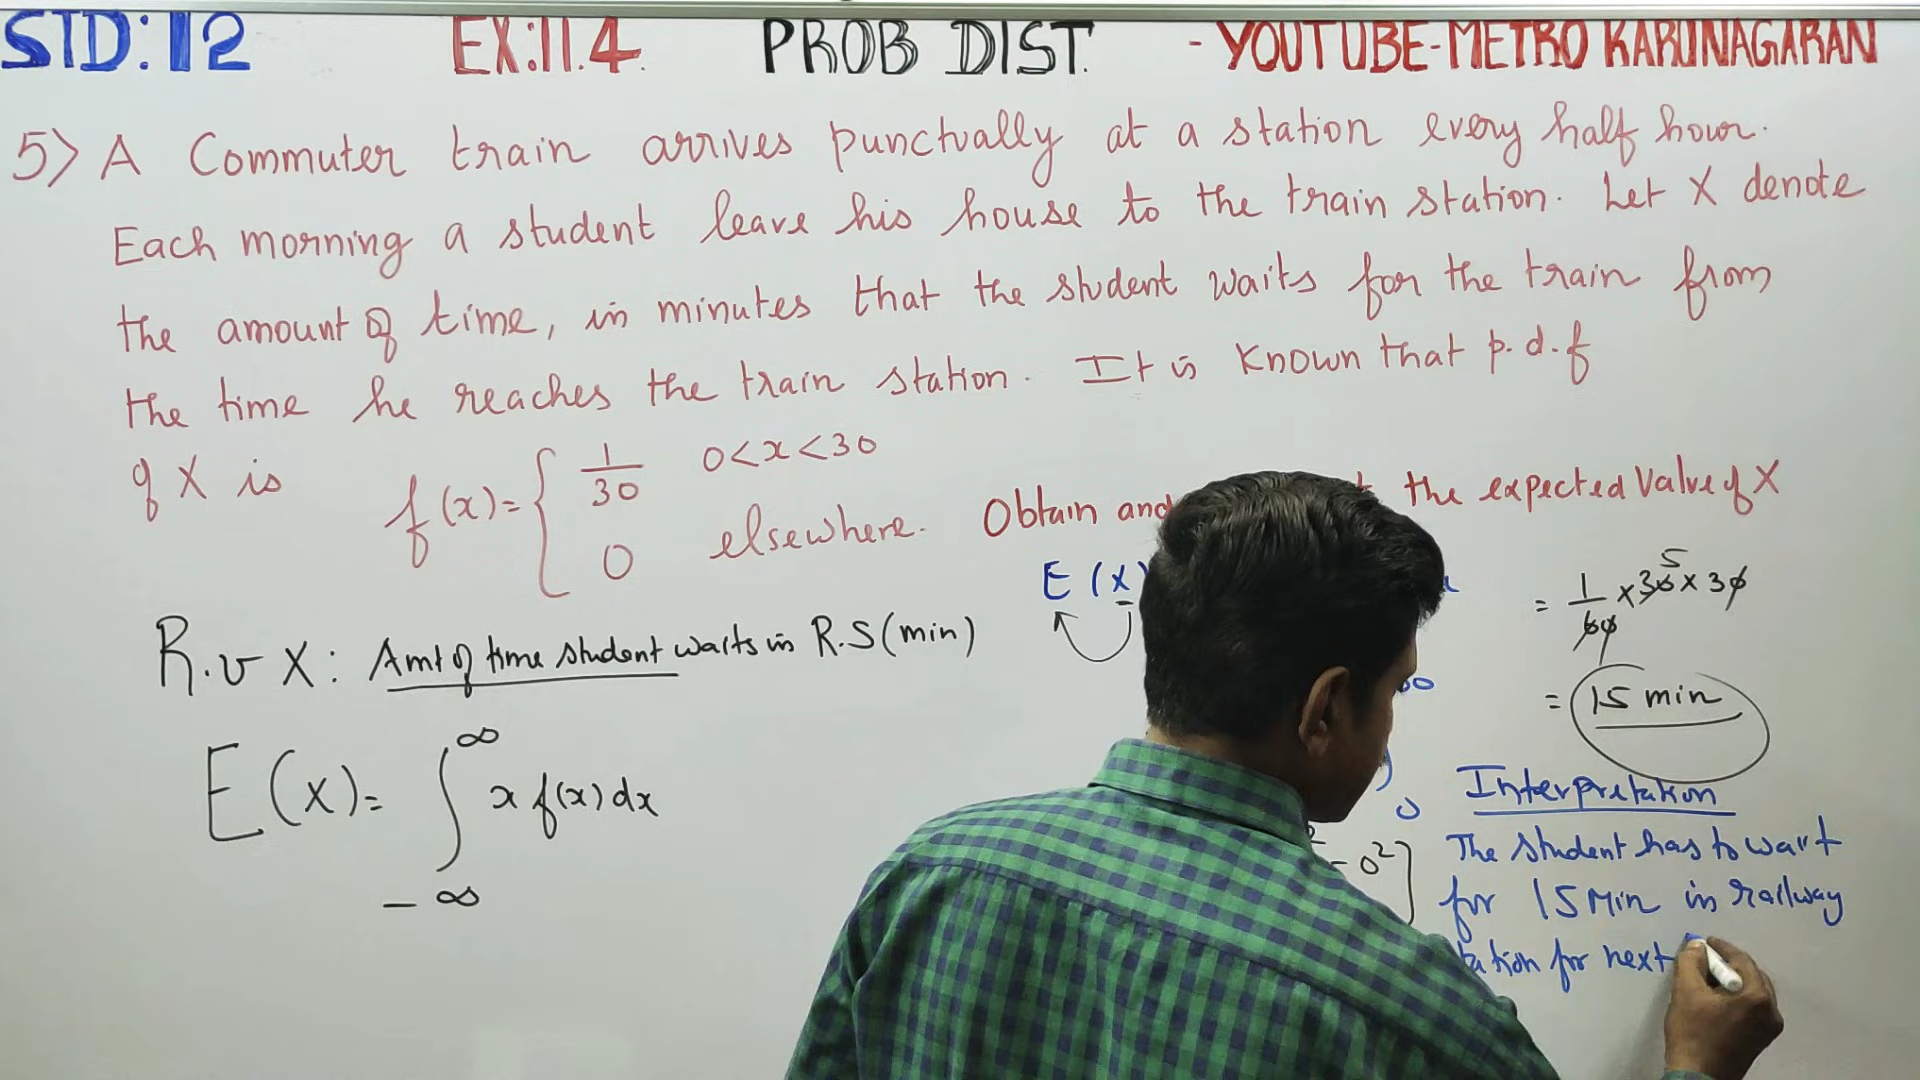 STD:12 EX:11.4. PROB DIST. - YOUTUBE-METRO KARUNAGARAN
5) A Commuter train arrives punctually at a station every half hour.
Each morning a student leave his house to the train station. Let X denote
the amount of time, in minutes that the student waits for the train from
the time he reaches the train station. It is known that p.d.f
of X is f(x)= { 1/30 0<x<30
0 elsewhere. Obtain and the expected Value of X
E(x)
= 1/60 x 30 x 30
5
R.v X: Amt of time student waits in R.S (min)
= 15 min
E(x)= ∫ ∞ -∞ x f(x) dx
- 0²]
Interpretation
The student has to wait
for 15 Min in railway
tation for next